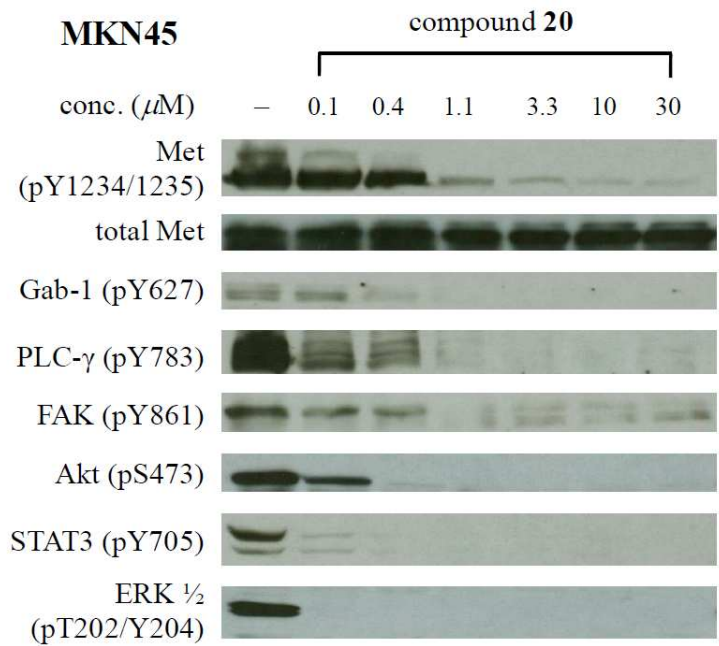 MKN45
compound 20
conc. (μM) – 0.1 0.4 1.1 3.3 10 30
Met
(pY1234/1235)
total Met
Gab-1 (pY627)
PLC-γ (pY783)
FAK (pY861)
Akt (pS473)
STAT3 (pY705)
ERK ½
(pT202/Y204)